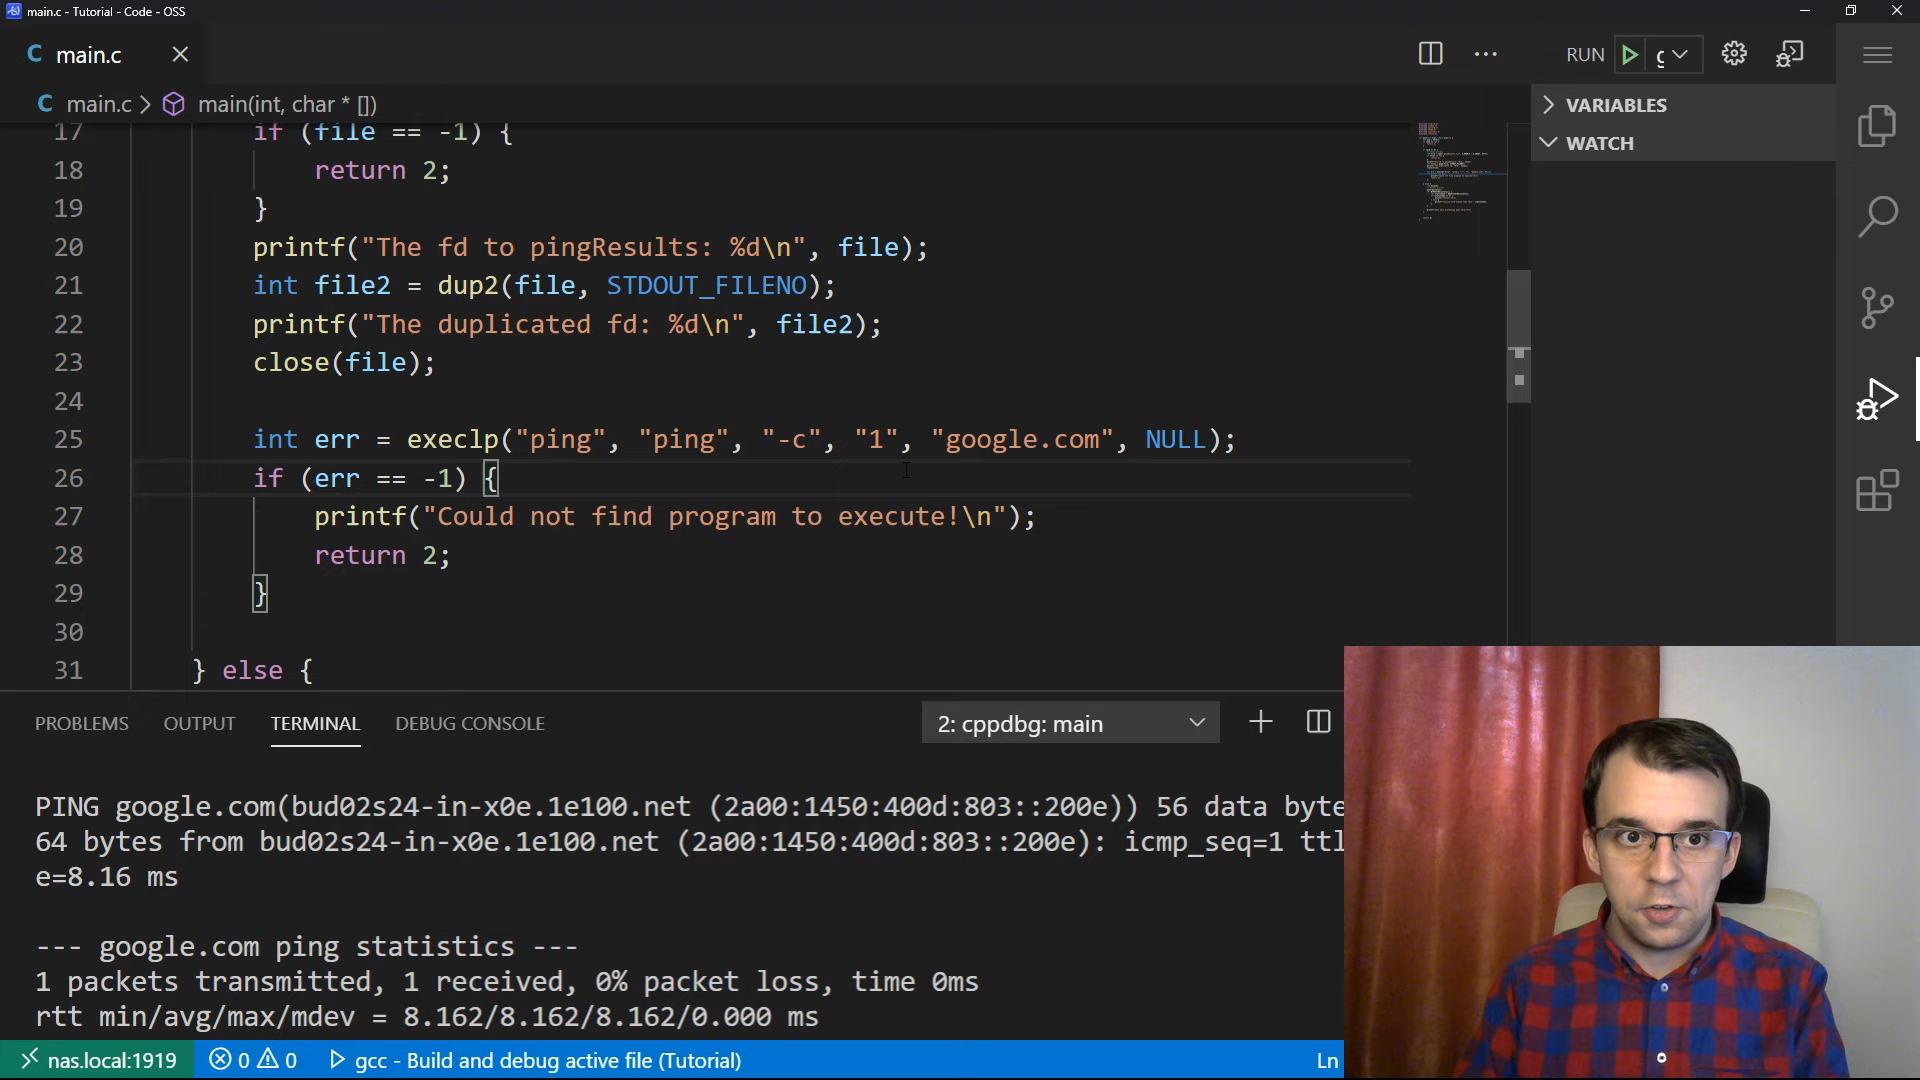 main.c - Tutorial - Code - OSS
C main.c
RUN
C main.c > main(int, char * [])
VARIABLES
WATCH
17 if (file == -1) {
18 return 2;
19 }
20 printf("The fd to pingResults: %d\n", file);
21 int file2 = dup2(file, STDOUT_FILENO);
22 printf("The duplicated fd: %d\n", file2);
23 close(file);
24
25 int err = execlp("ping", "ping", "-c", "1", "google.com", NULL);
26 if (err == -1) {
27 printf("Could not find program to execute!\n");
28 return 2;
29 }
30
31 } else {
PROBLEMS OUTPUT TERMINAL DEBUG CONSOLE 2: cppdbg: main
PING google.com(bud02s24-in-x0e.1e100.net (2a00:1450:400d:803::200e)) 56 data byte
64 bytes from bud02s24-in-x0e.1e100.net (2a00:1450:400d:803::200e): icmp_seq=1 ttl
e=8.16 ms
--- google.com ping statistics ---
1 packets transmitted, 1 received, 0% packet loss, time 0ms
rtt min/avg/max/mdev = 8.162/8.162/8.162/0.000 ms
nas.local:1919 0 0 gcc - Build and debug active file (Tutorial) Ln